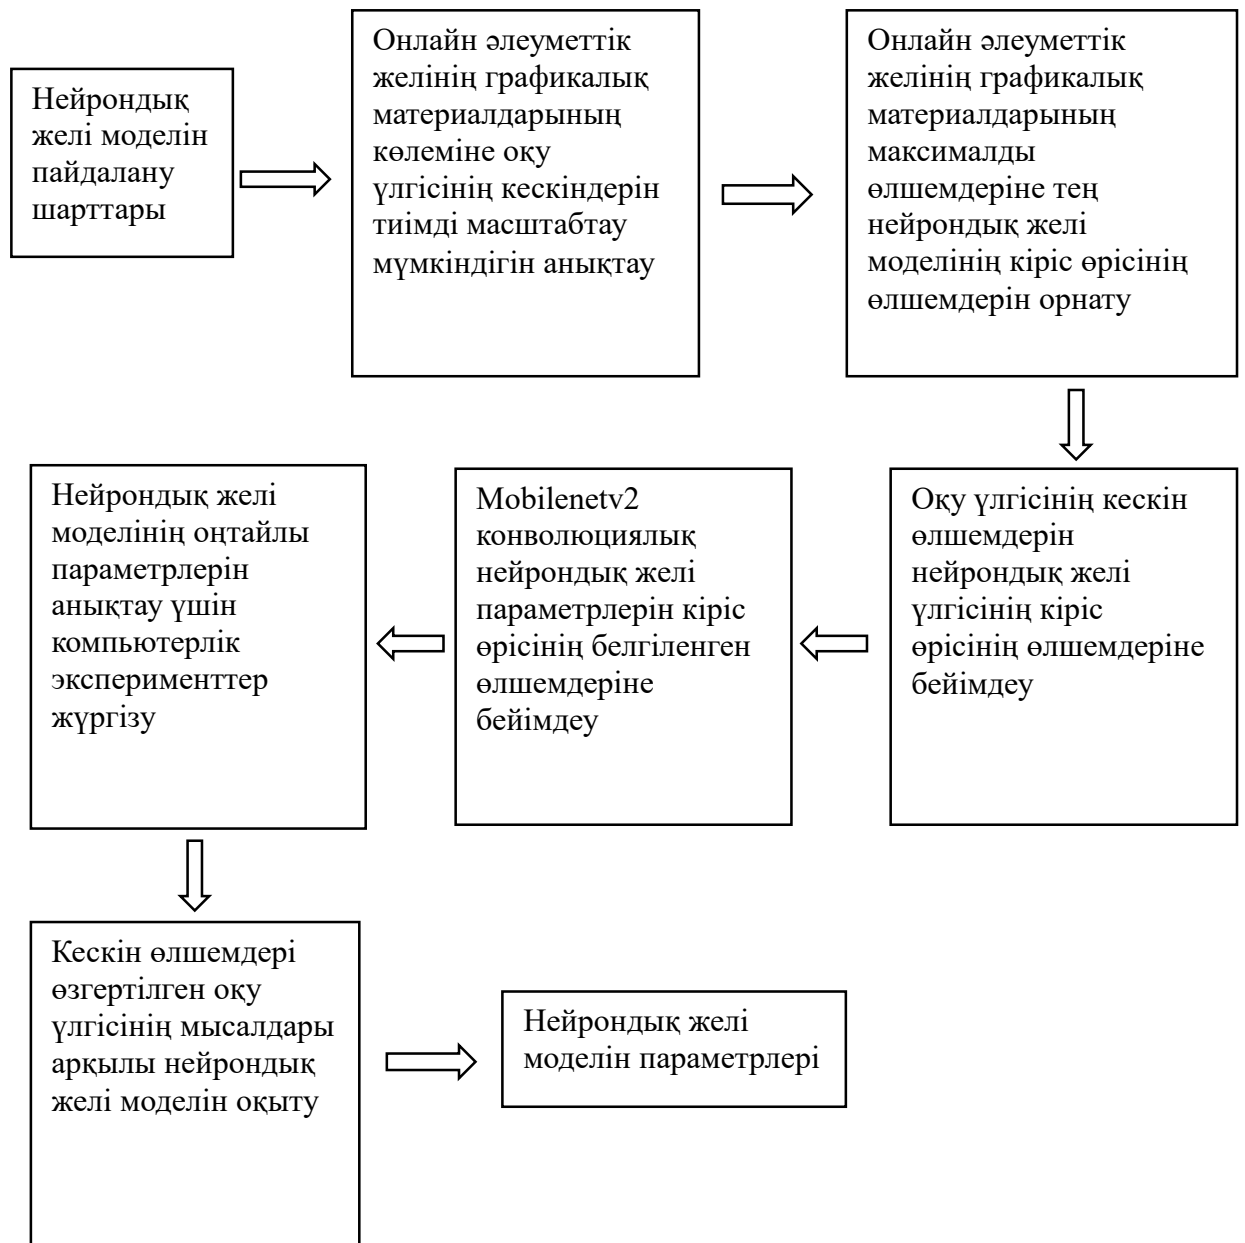 Нейрондық
желі моделін
пайдалану
шарттары
Онлайн әлеуметтік
желінің графикалық
материалдарының
көлеміне оқу
үлгісінің кескіндерін
тиімді масштабтау
мүмкіндігін анықтау
Онлайн әлеуметтік
желінің графикалық
материалдарының
максималды
өлшемдеріне тең
нейрондық желі
моделінің кіріс өрісінің
өлшемдерін орнату
Оқу үлгісінің кескін
өлшемдерін
нейрондық желі
үлгісінің кіріс
өрісінің өлшемдеріне
бейімдеу
Mobilenetv2
конволюциялық
нейрондық желі
параметрлерін кіріс
өрісінің белгіленген
өлшемдеріне
бейімдеу
Нейрондық желі
моделінің оңтайлы
параметрлерін
анықтау үшін
компьютерлік
эксперименттер
жүргізу
Кескін өлшемдері
өзгертілген оқу
үлгісінің мысалдары
арқылы нейрондық
желі моделін оқыту
Нейрондық желі
моделін параметрлері